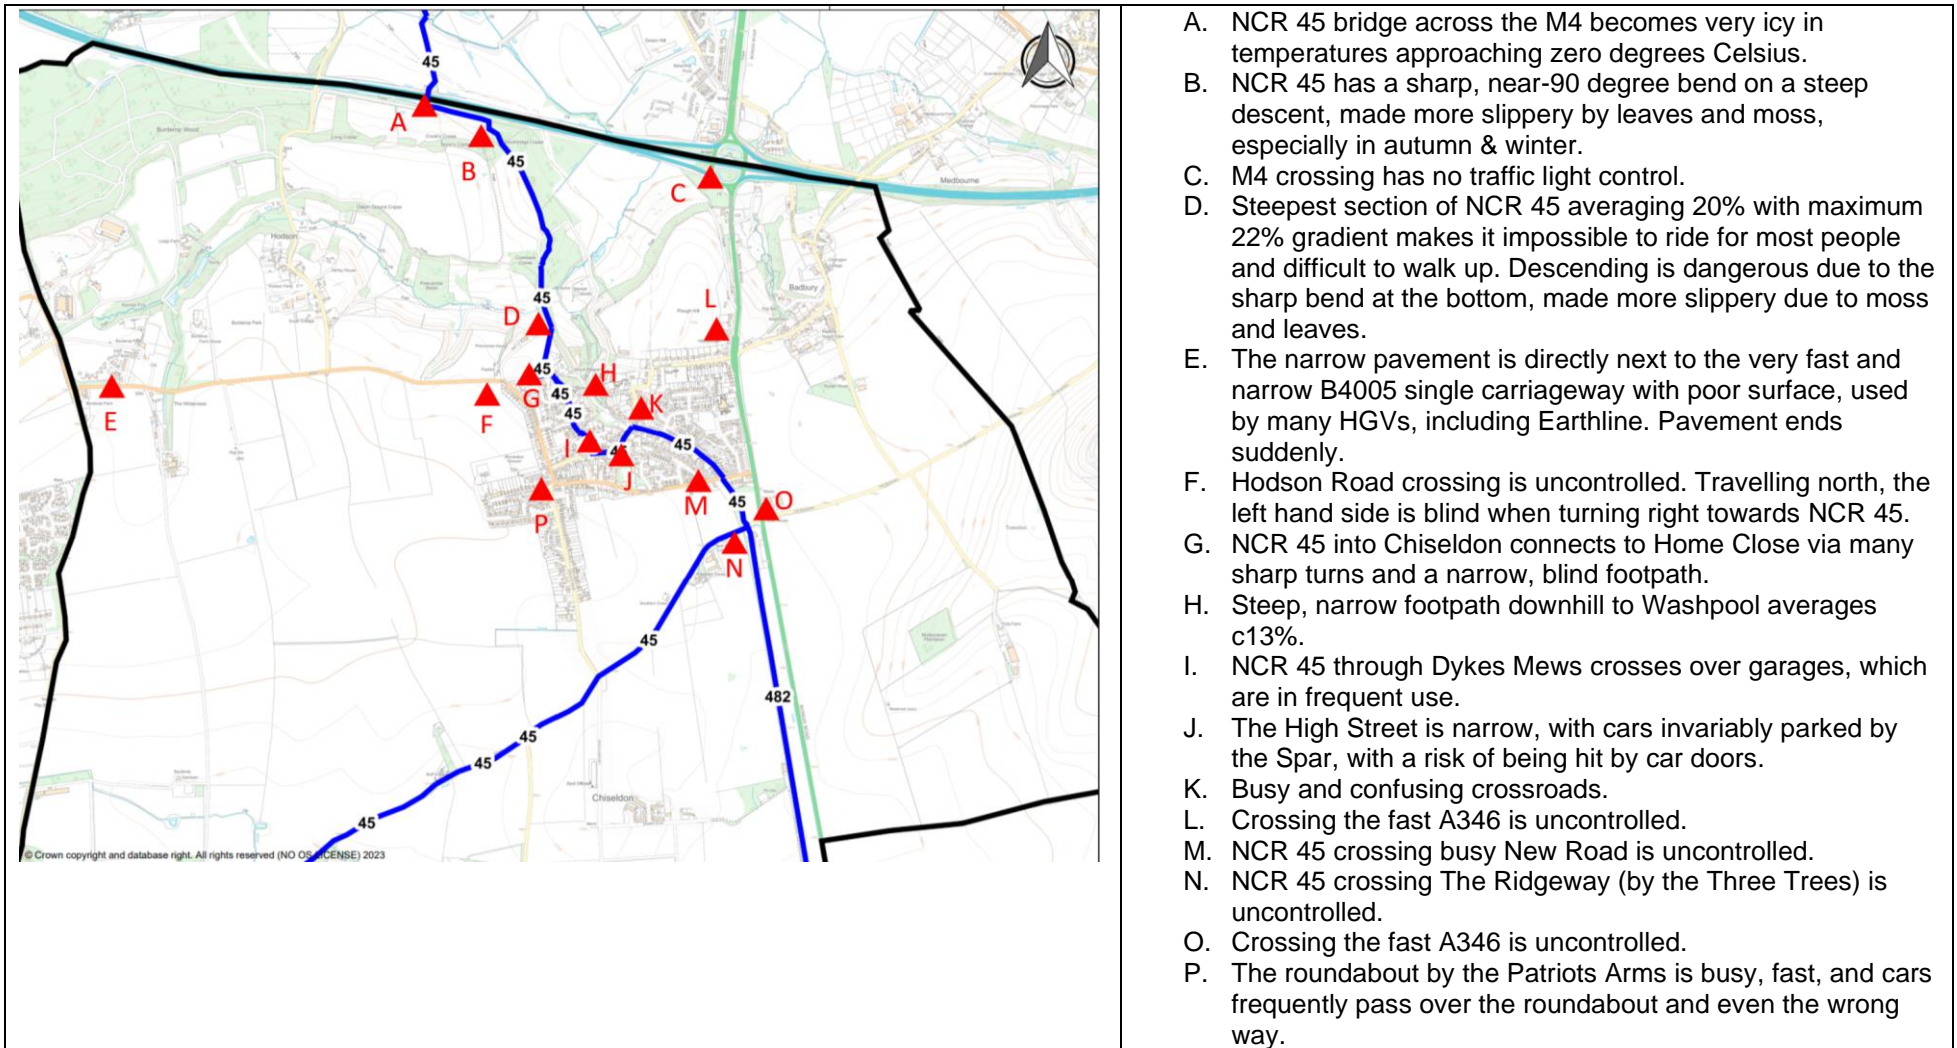 45
A
B
45
C
Medbourne
Burderop Wood
Hodson
Badbury
L
45
D
45
H
G
45
45
K
E
F
I
45
45
J
M
45
O
P
N
45
482
45
45
Chiseldon
45
© Crown copyright and database right. All rights reserved (NO OS LICENSE) 2023
A. NCR 45 bridge across the M4 becomes very icy in
temperatures approaching zero degrees Celsius.
B. NCR 45 has a sharp, near-90 degree bend on a steep
descent, made more slippery by leaves and moss,
especially in autumn & winter.
C. M4 crossing has no traffic light control.
D. Steepest section of NCR 45 averaging 20% with maximum
22% gradient makes it impossible to ride for most people
and difficult to walk up. Descending is dangerous due to the
sharp bend at the bottom, made more slippery due to moss
and leaves.
E. The narrow pavement is directly next to the very fast and
narrow B4005 single carriageway with poor surface, used
by many HGVs, including Earthline. Pavement ends
suddenly.
F. Hodson Road crossing is uncontrolled. Travelling north, the
left hand side is blind when turning right towards NCR 45.
G. NCR 45 into Chiseldon connects to Home Close via many
sharp turns and a narrow, blind footpath.
H. Steep, narrow footpath downhill to Washpool averages
c13%.
I. NCR 45 through Dykes Mews crosses over garages, which
are in frequent use.
J. The High Street is narrow, with cars invariably parked by
the Spar, with a risk of being hit by car doors.
K. Busy and confusing crossroads.
L. Crossing the fast A346 is uncontrolled.
M. NCR 45 crossing busy New Road is uncontrolled.
N. NCR 45 crossing The Ridgeway (by the Three Trees) is
uncontrolled.
O. Crossing the fast A346 is uncontrolled.
P. The roundabout by the Patriots Arms is busy, fast, and cars
frequently pass over the roundabout and even the wrong
way.